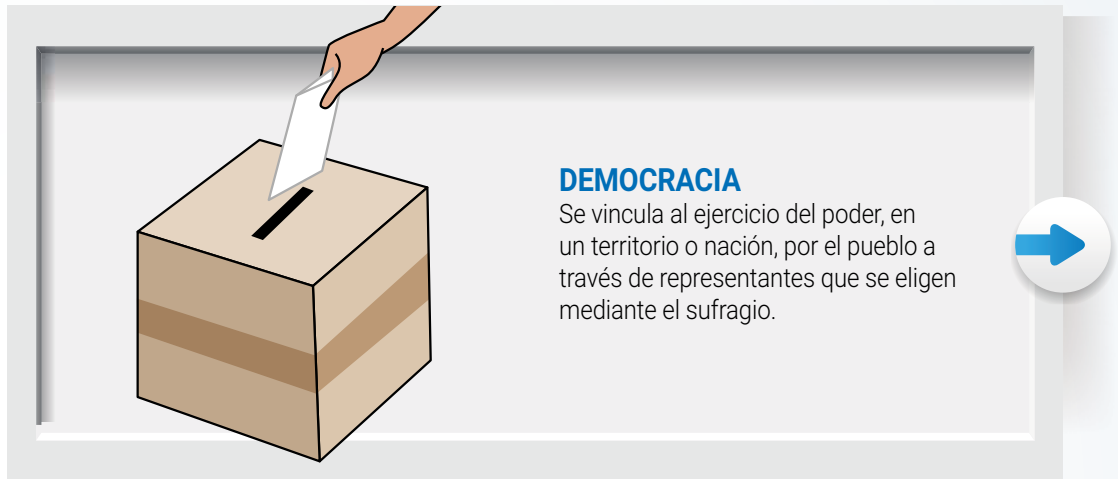 DEMOCRACIA
Se vincula al ejercicio del poder, en
un territorio o nación, por el pueblo a
través de representantes que se eligen
mediante el sufragio.